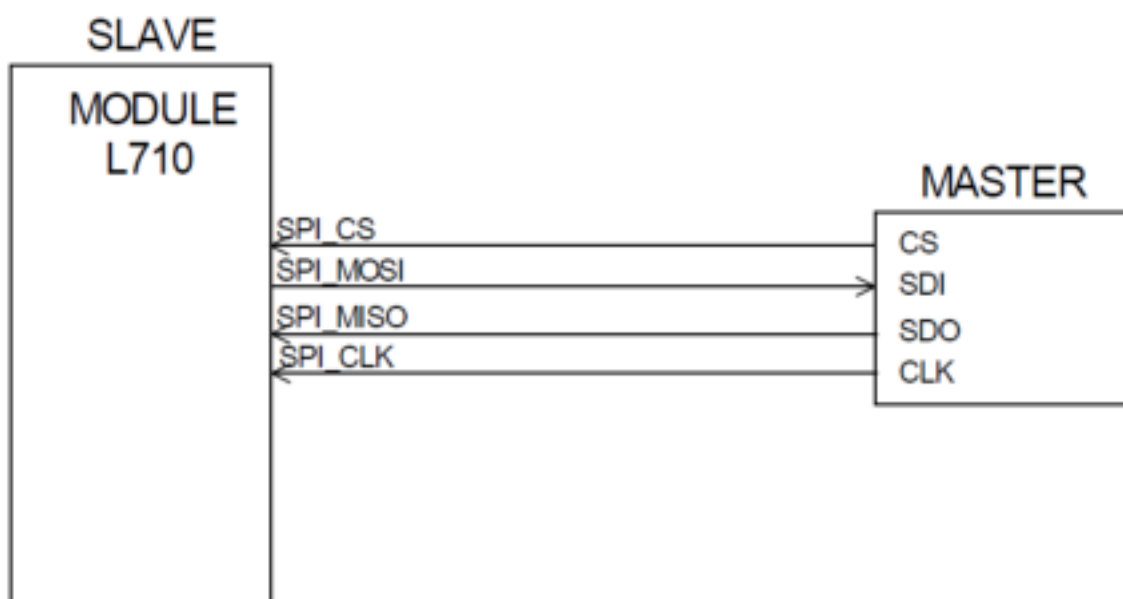 SLAVE
MODULE
L710
MASTER
SPI_CS
CS
SPI_MOSI
SDI
SPI_MISO
SDO
SPI_CLK
CLK